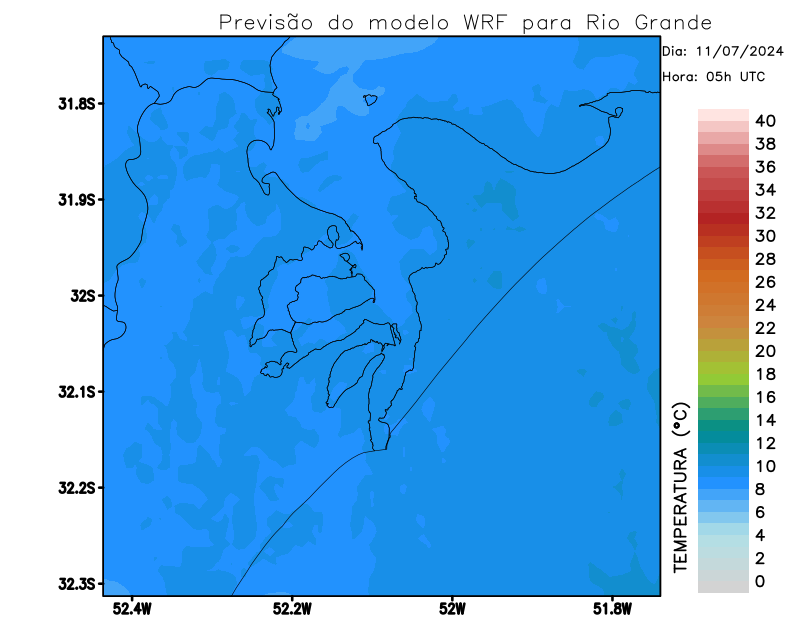 Previsão do modelo WRF para Rio Grande
Dia: 11/07/2024
Hora: 05h UTC
31.8S
31.9S
32S
32.1S
32.2S
32.3S
52.4W
52.2W
52W
51.8W
TEMPERATURA (°C)
40
38
36
34
32
30
28
26
24
22
20
18
16
14
12
10
8
6
4
2
0